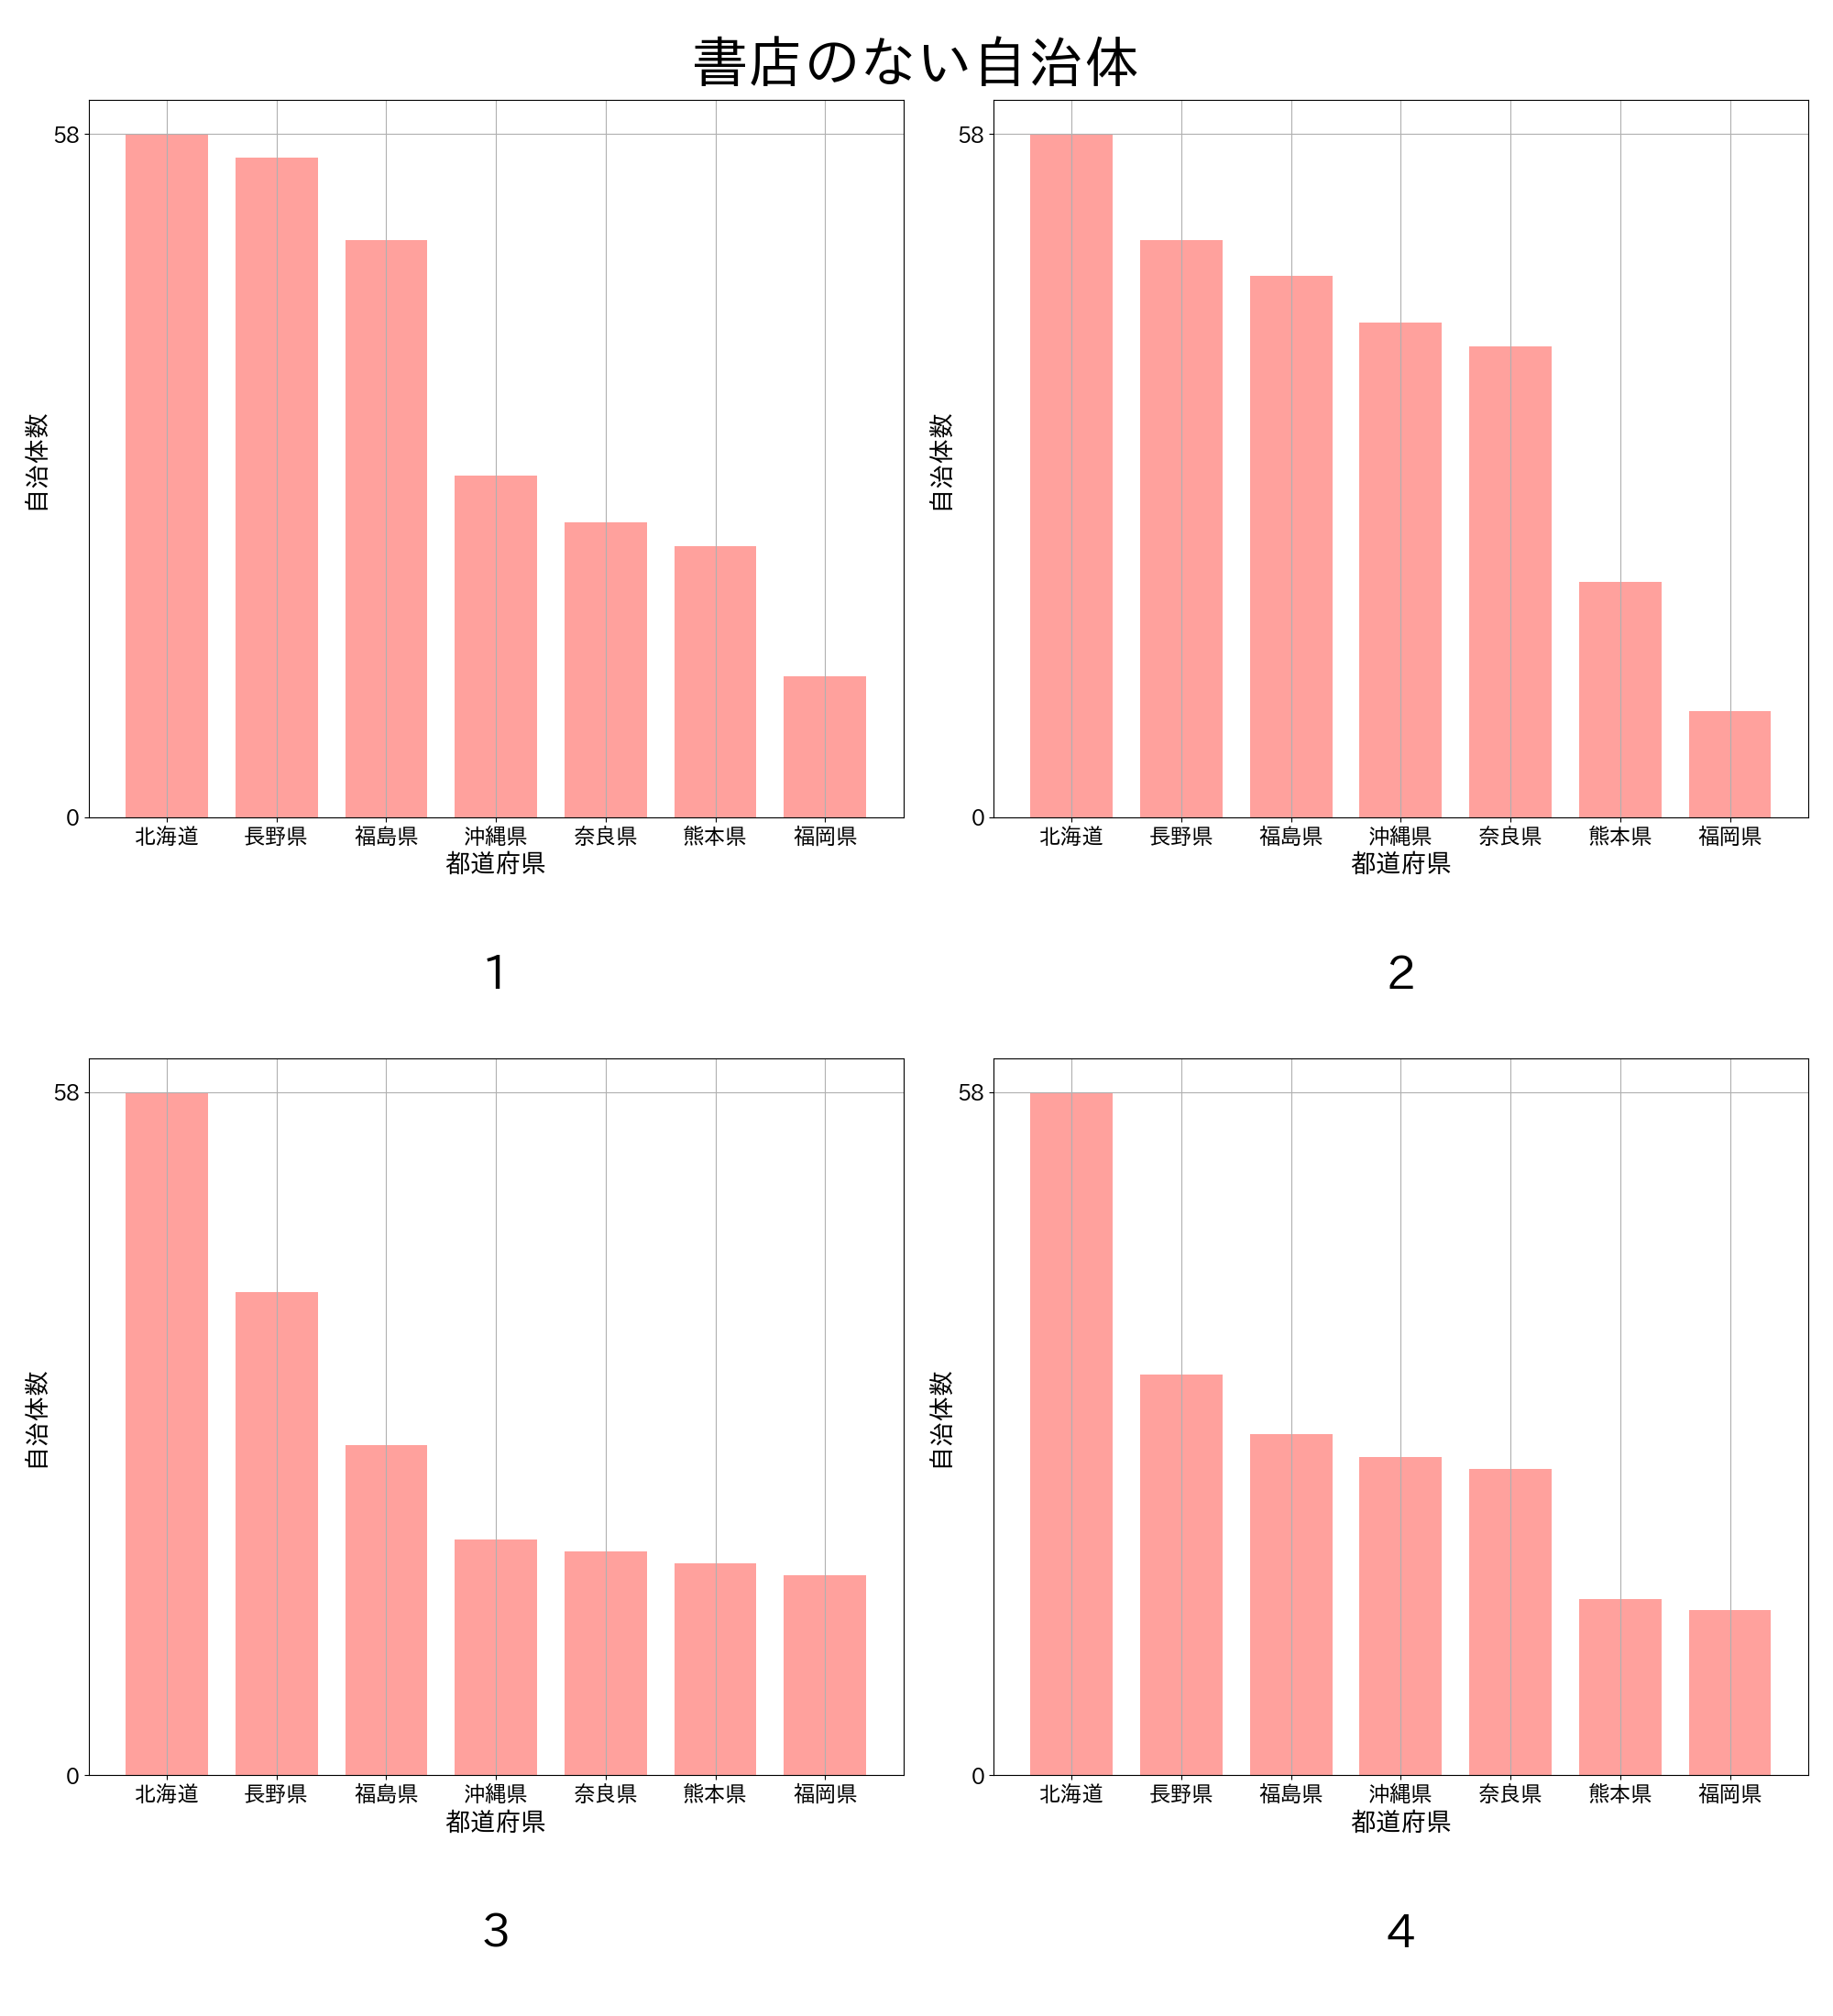 書店のない自治体
58
0
自治体数
北海道 長野県 福島県 沖縄県 奈良県 熊本県 福岡県
都道府県
1
58
0
自治体数
北海道 長野県 福島県 沖縄県 奈良県 熊本県 福岡県
都道府県
2
58
0
自治体数
北海道 長野県 福島県 沖縄県 奈良県 熊本県 福岡県
都道府県
3
58
0
自治体数
北海道 長野県 福島県 沖縄県 奈良県 熊本県 福岡県
都道府県
4